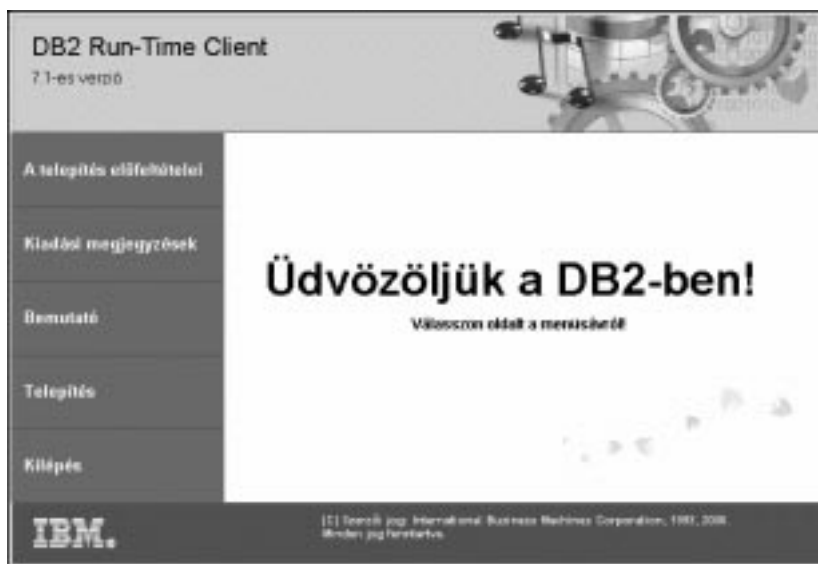 DB2 Run-Time Client
7.1-es verzió
A telepítés előfeltételei
Kiadási megjegyzések
Bemutató
Telepítés
Kilépés
Üdvözöljük a DB2-ben!
Válasszon oldalt a menüsávról!
IBM.
(C) Szerzői jog: International Business Machines Corporation, 1993, 2000.
Minden jog fenntartva.